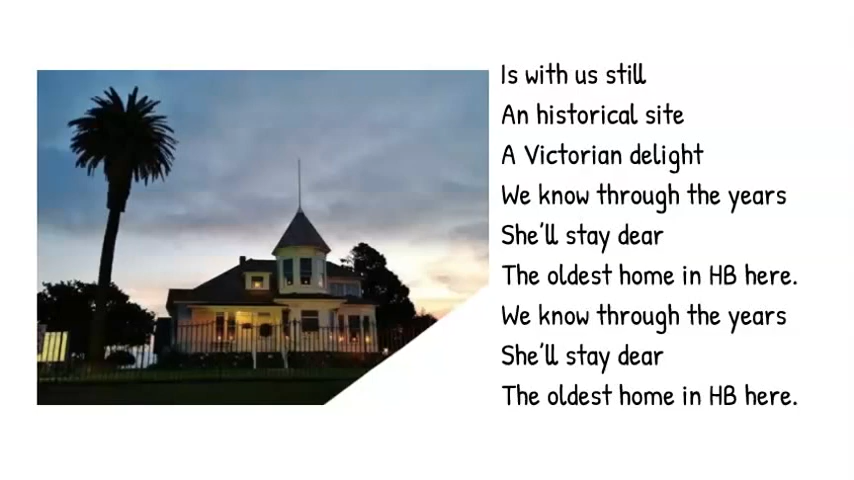 Is with us still
An historical site
A Victorian delight
We know through the years
She'll stay dear
The oldest home in HB here.
We know through the years
She'll stay dear
The oldest home in HB here.